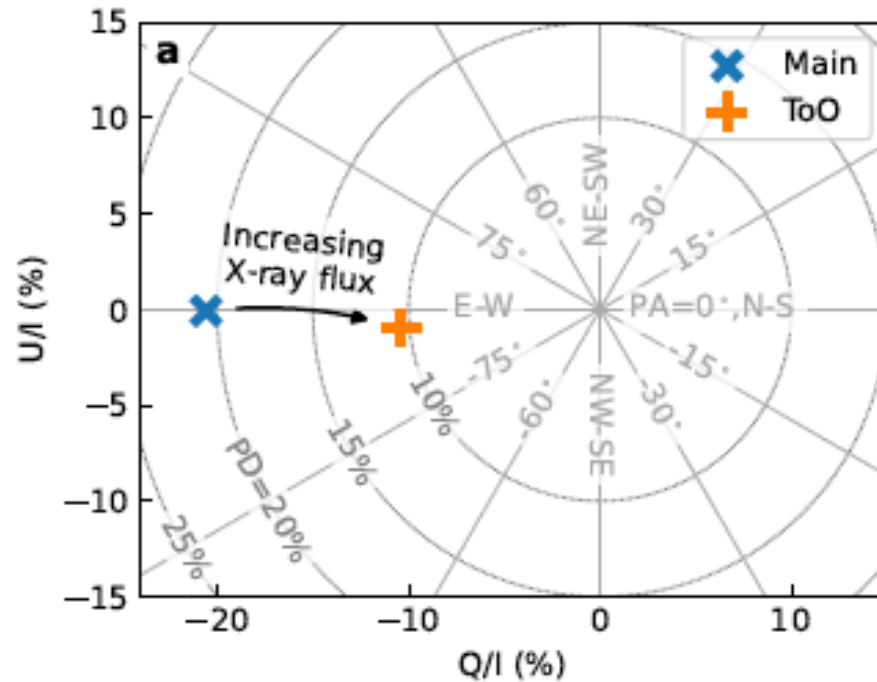 a
Main
ToO
15
10
5
0
−5
−10
−15
U/I (%)
Increasing
X-ray flux
NE-SW
60°
30°
75°
15°
E-W
PA=0°,N-S
-75°
-15°
-60°
-30°
NW-SE
10%
15%
PD=20%
25%
−20
−10
0
10
Q/I (%)